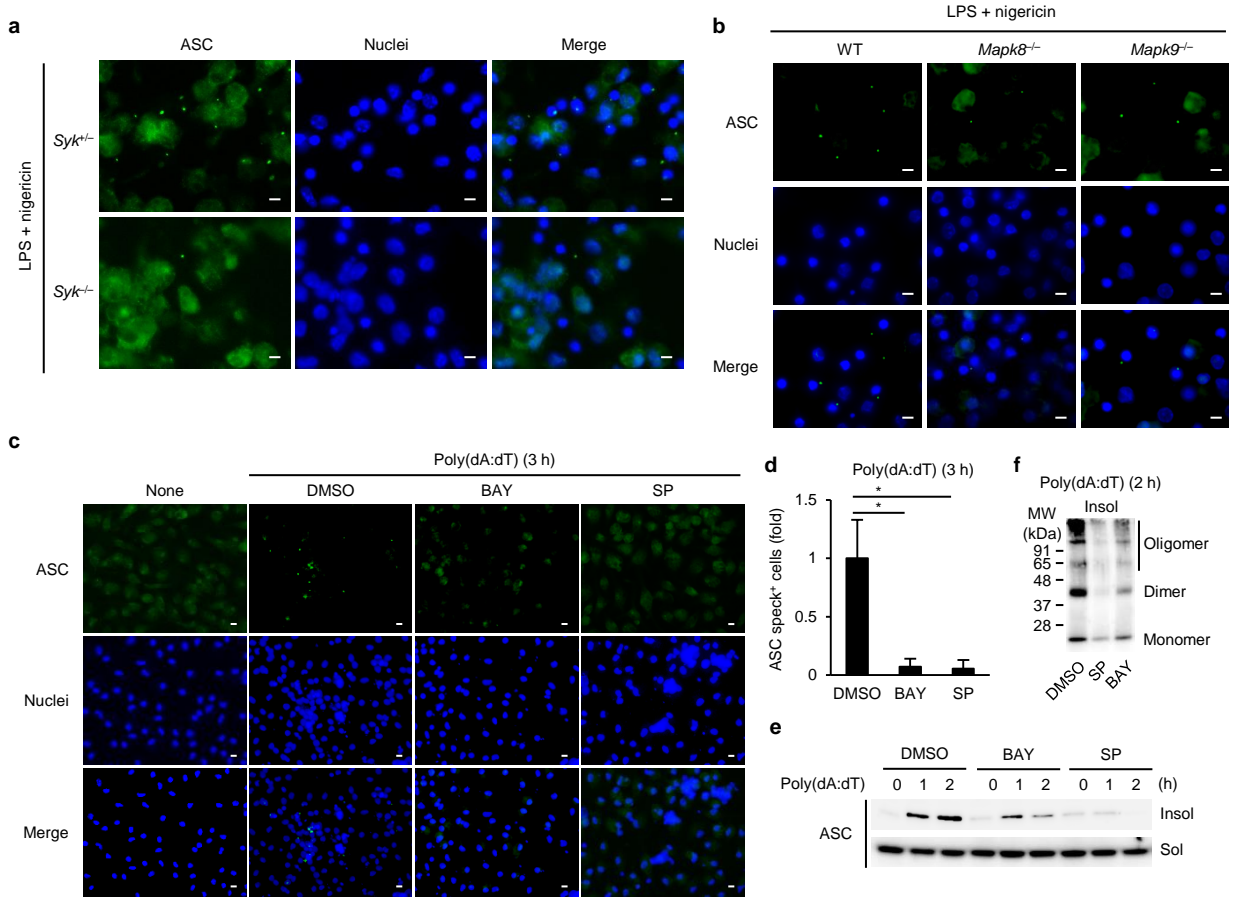 a
ASC Nuclei Merge
LPS + nigericin
Syk+/–
Syk–/–
b
LPS + nigericin
WT Mapk8–/– Mapk9–/–
ASC
Nuclei
Merge
c
Poly(dA:dT) (3 h)
None DMSO BAY SP
ASC
Nuclei
Merge
d
Poly(dA:dT) (3 h)
ASC speck+ cells (fold)
1.5
1
0.5
0
*
*
DMSO BAY SP
f
Poly(dA:dT) (2 h)
MW Insol
(kDa)
91
65
48
37
28
Oligomer
Dimer
Monomer
DMSO SP BAY
e
DMSO BAY SP
Poly(dA:dT) 0 1 2 0 1 2 0 1 2 (h)
ASC
Insol
Sol